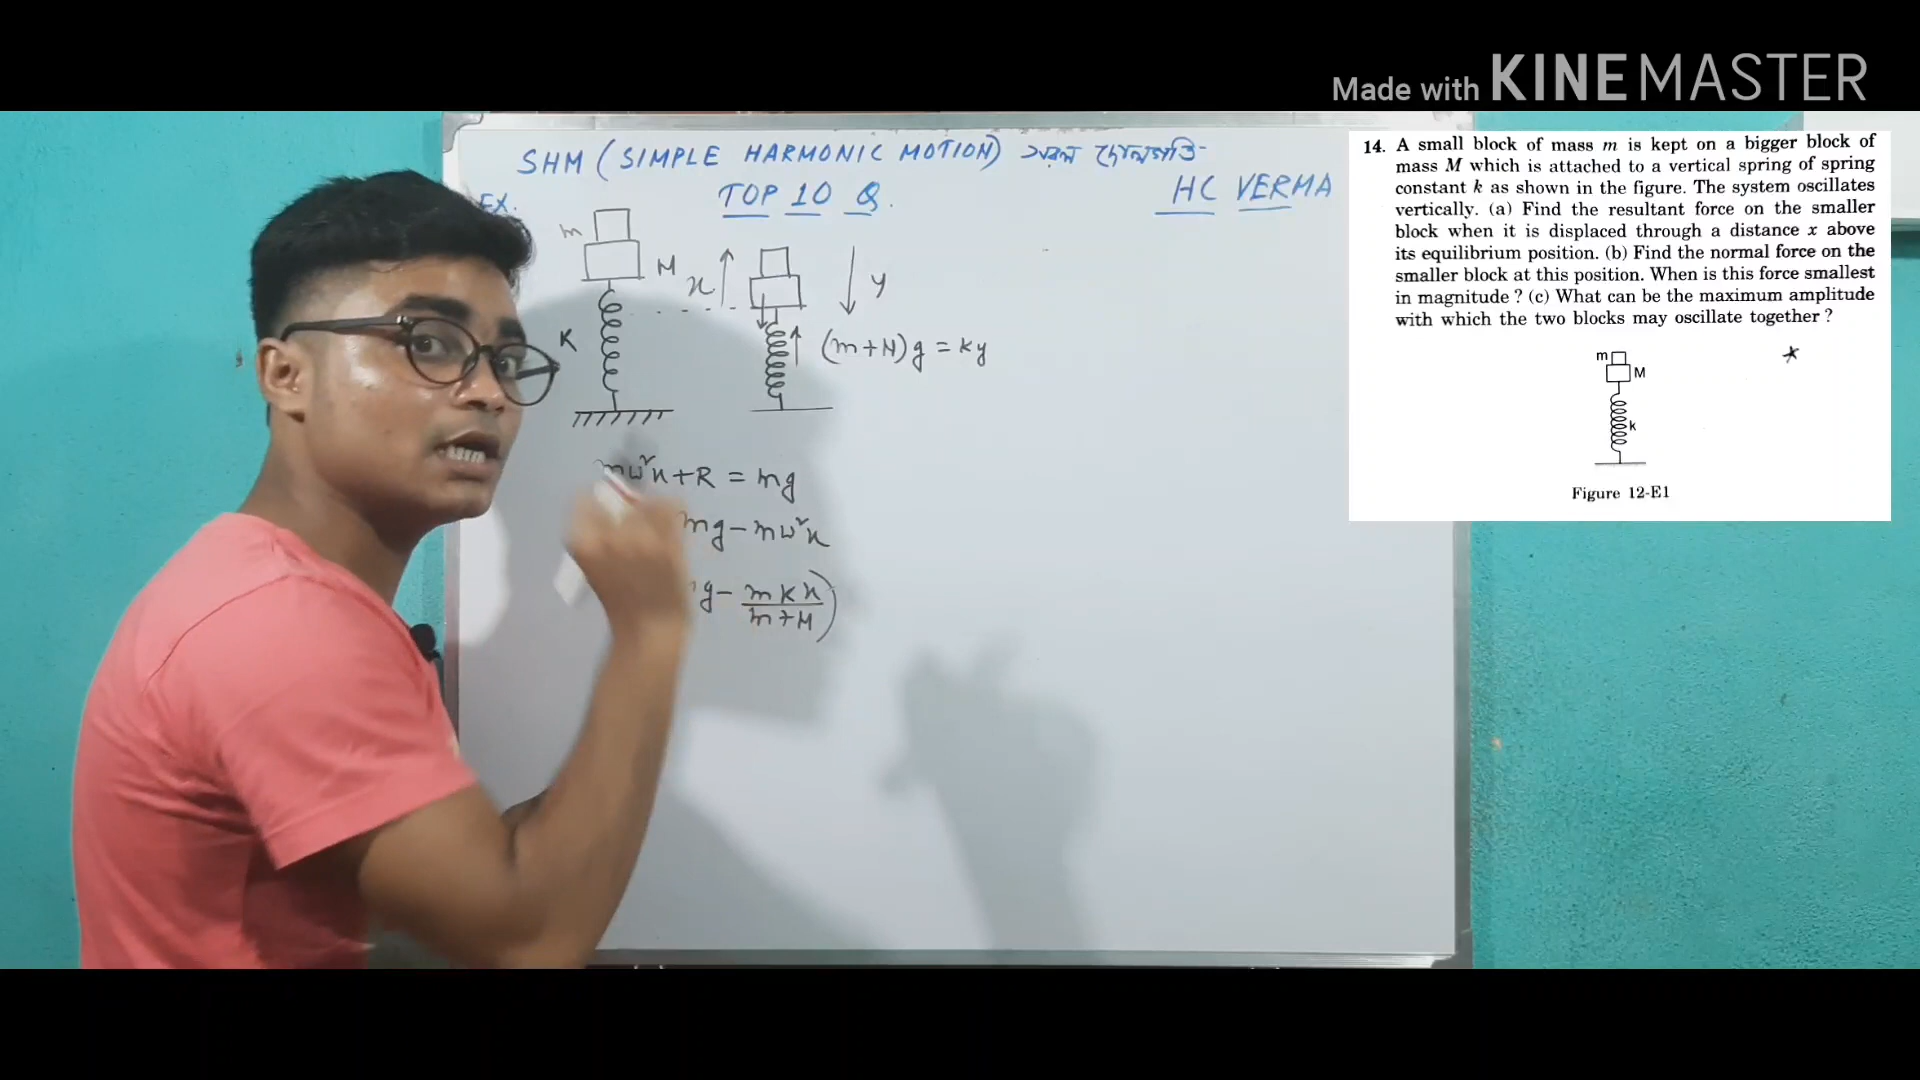 Made with KINEMASTER
SHM (SIMPLE HARMONIC MOTION) সরল দোলগতি
EX. TOP 10 Q. HC VERMA
m
M
x
y
K
(m+M)g = Ky
mω²x + R = mg
mg - mω²x
g - mKx/m+M)
14. A small block of mass m is kept on a bigger block of
mass M which is attached to a vertical spring of spring
constant k as shown in the figure. The system oscillates
vertically. (a) Find the resultant force on the smaller
block when it is displaced through a distance x above
its equilibrium position. (b) Find the normal force on the
smaller block at this position. When is this force smallest
in magnitude ? (c) What can be the maximum amplitude
with which the two blocks may oscillate together ?
m
M
k
Figure 12-E1